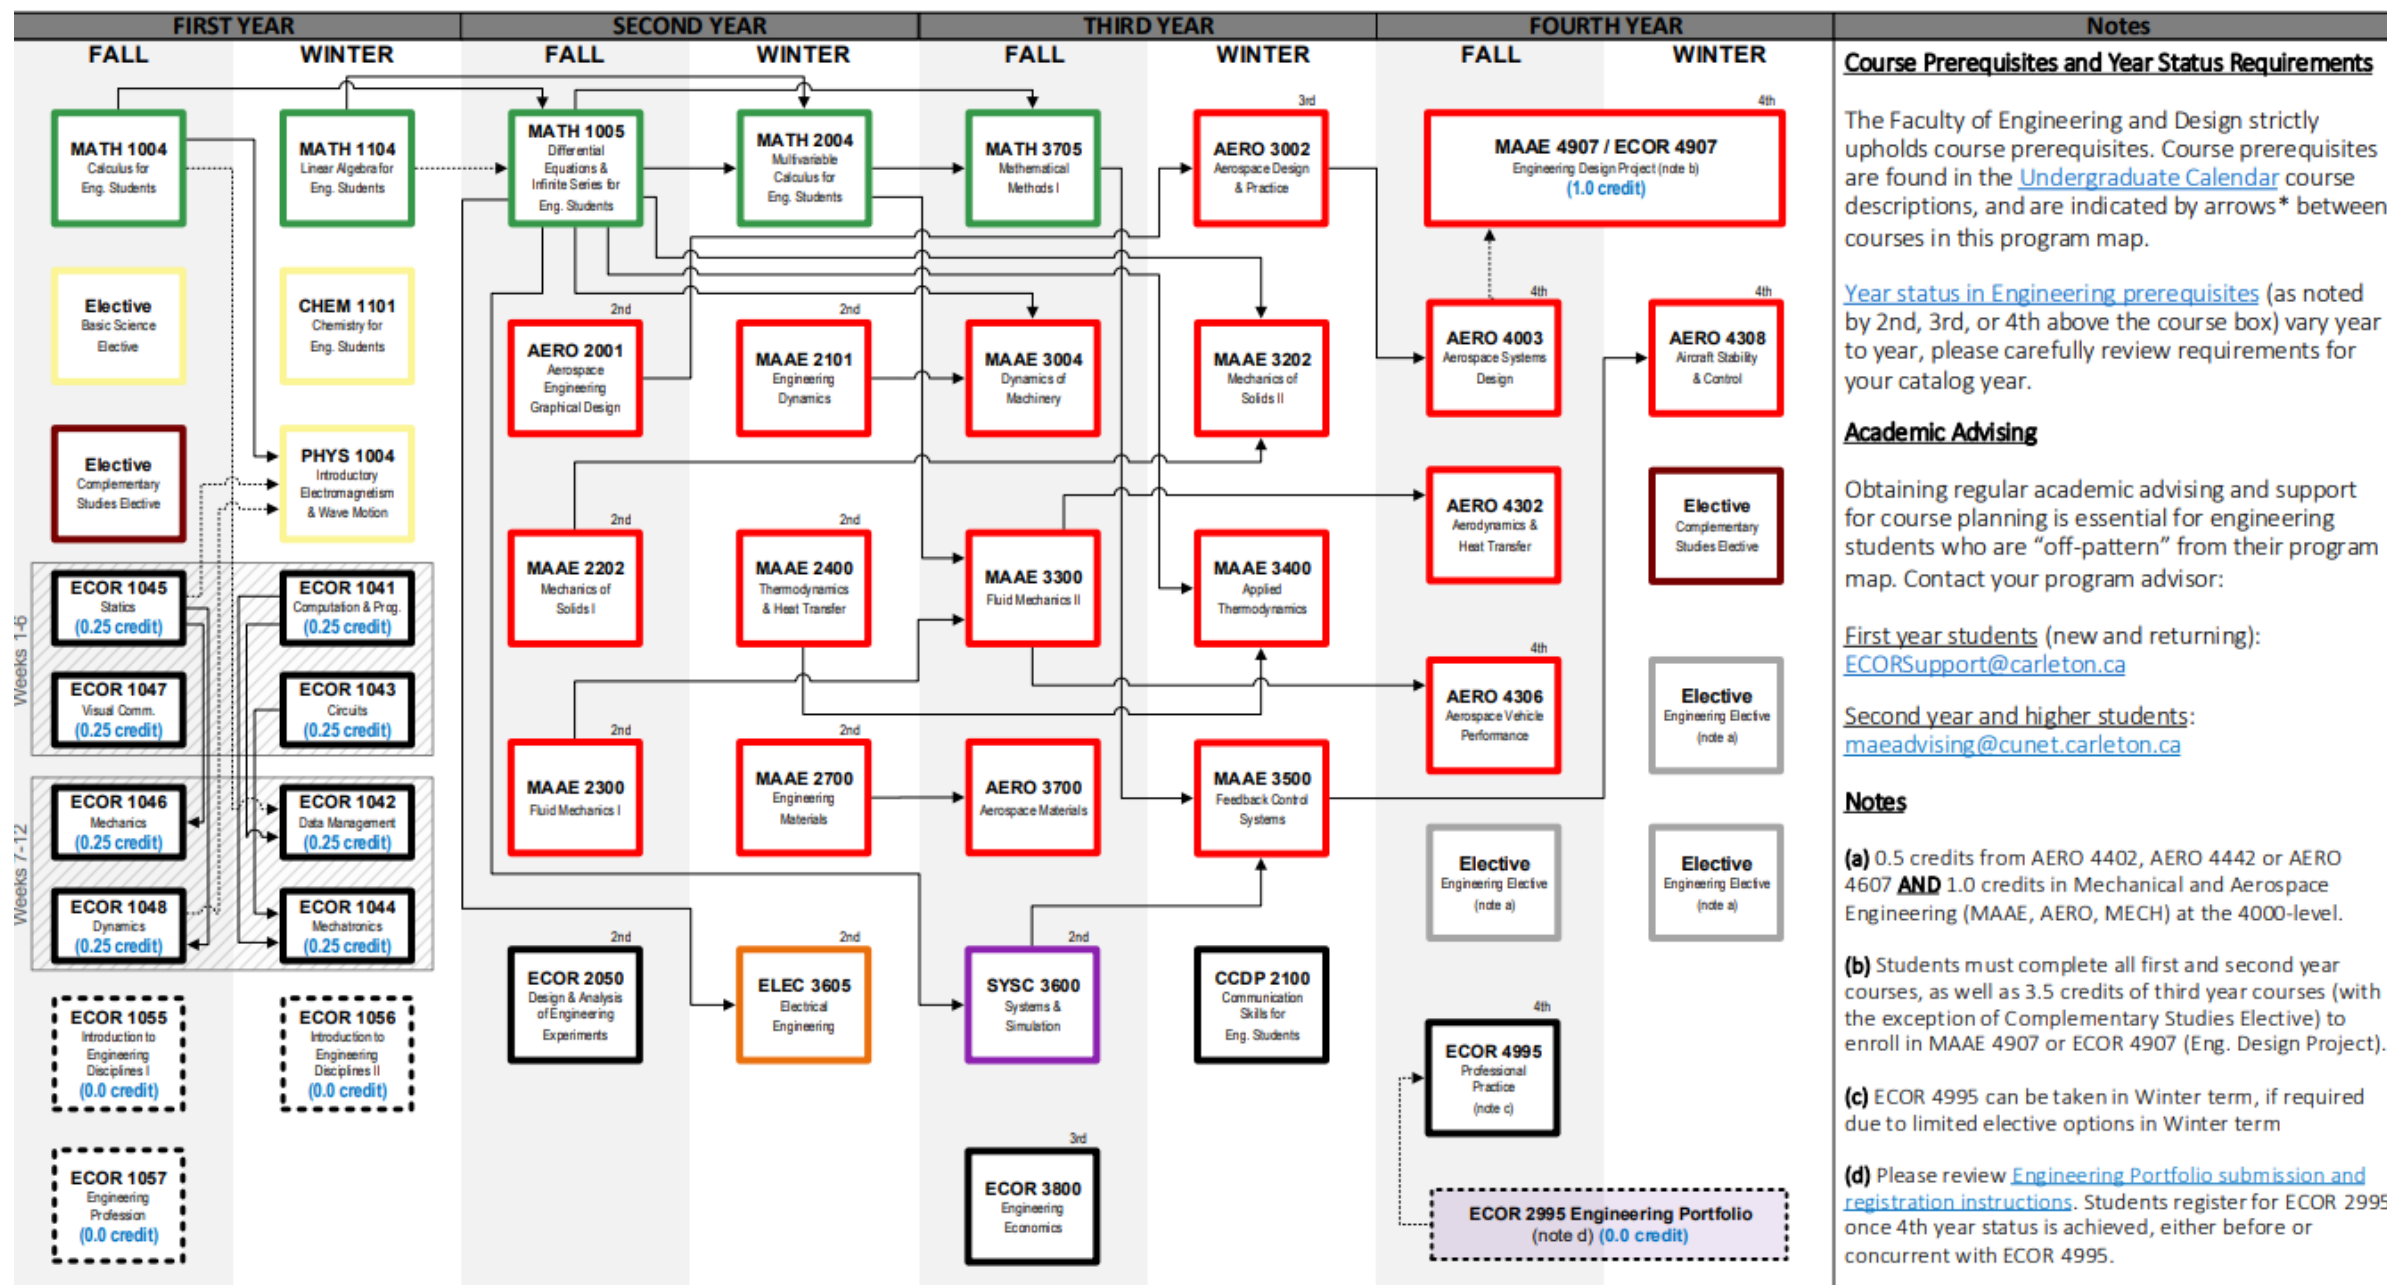 FIRST YEAR
SECOND YEAR
THIRD YEAR
FOURTH YEAR
Notes
FALL
WINTER
FALL
WINTER
FALL
WINTER
FALL
WINTER
MATH 1004
Calculus for
Eng. Students
Elective
Basic Science
Elective
Elective
Complementary
Studies Elective
Weeks 1-6
ECOR 1045
Statics
(0.25 credit)
ECOR 1047
Visual Comm.
(0.25 credit)
Weeks 7-12
ECOR 1046
Mechanics
(0.25 credit)
ECOR 1048
Dynamics
(0.25 credit)
ECOR 1055
Introduction to
Engineering
Disciplines I
(0.0 credit)
ECOR 1057
Engineering
Profession
(0.0 credit)
MATH 1104
Linear Algebra for
Eng. Students
CHEM 1101
Chemistry for
Eng. Students
PHYS 1004
Introductory
Electromagnetism
& Wave Motion
ECOR 1041
Computation & Prog.
(0.25 credit)
ECOR 1043
Circuits
(0.25 credit)
ECOR 1042
Data Management
(0.25 credit)
ECOR 1044
Mechatronics
(0.25 credit)
ECOR 1056
Introduction to
Engineering
Disciplines II
(0.0 credit)
MATH 1005
Differential
Equations &
Infinite Series for
Eng. Students
2nd
AERO 2001
Aerospace
Engineering
Graphical Design
2nd
MAAE 2202
Mechanics of
Solids I
2nd
MAAE 2300
Fluid Mechanics I
2nd
ECOR 2050
Design & Analysis
of Engineering
Experiments
MATH 2004
Multivariable
Calculus for
Eng. Students
2nd
MAAE 2101
Engineering
Dynamics
2nd
MAAE 2400
Thermodynamics
& Heat Transfer
2nd
MAAE 2700
Engineering
Materials
2nd
ELEC 3605
Electrical
Engineering
MATH 3705
Mathematical
Methods I
MAAE 3004
Dynamics of
Machinery
MAAE 3300
Fluid Mechanics II
AERO 3700
Aerospace Materials
2nd
SYSC 3600
Systems &
Simulation
3rd
ECOR 3800
Engineering
Economics
3rd
AERO 3002
Aerospace Design
& Practice
MAAE 3202
Mechanics of
Solids II
MAAE 3400
Applied
Thermodynamics
MAAE 3500
Feedback Control
Systems
CCDP 2100
Communication
Skills for
Eng. Students
4th
MAAE 4907 / ECOR 4907
Engineering Design Project (note b)
(1.0 credit)
4th
AERO 4003
Aerospace Systems
Design
AERO 4302
Aerodynamics &
Heat Transfer
4th
AERO 4306
Aerospace Vehicle
Performance
Elective
Engineering Elective
(note a)
4th
ECOR 4995
Professional
Practice
(note c)
ECOR 2995 Engineering Portfolio
(note d) (0.0 credit)
4th
AERO 4308
Aircraft Stability
& Control
Elective
Complementary
Studies Elective
Elective
Engineering Elective
(note a)
Elective
Engineering Elective
(note a)
Course Prerequisites and Year Status Requirements
The Faculty of Engineering and Design strictly
upholds course prerequisites. Course prerequisites
are found in the Undergraduate Calendar course
descriptions, and are indicated by arrows* between
courses in this program map.
Year status in Engineering prerequisites (as noted
by 2nd, 3rd, or 4th above the course box) vary year
to year, please carefully review requirements for
your catalog year.
Academic Advising
Obtaining regular academic advising and support
for course planning is essential for engineering
students who are “off-pattern” from their program
map. Contact your program advisor:
First year students (new and returning):
ECORSupport@carleton.ca
Second year and higher students:
maeadvising@cunet.carleton.ca
Notes
(a) 0.5 credits from AERO 4402, AERO 4442 or AERO
4607 AND 1.0 credits in Mechanical and Aerospace
Engineering (MAAE, AERO, MECH) at the 4000-level.
(b) Students must complete all first and second year
courses, as well as 3.5 credits of third year courses (with
the exception of Complementary Studies Elective) to
enroll in MAAE 4907 or ECOR 4907 (Eng. Design Project).
(c) ECOR 4995 can be taken in Winter term, if required
due to limited elective options in Winter term
(d) Please review Engineering Portfolio submission and
registration instructions. Students register for ECOR 2995
once 4th year status is achieved, either before or
concurrent with ECOR 4995.